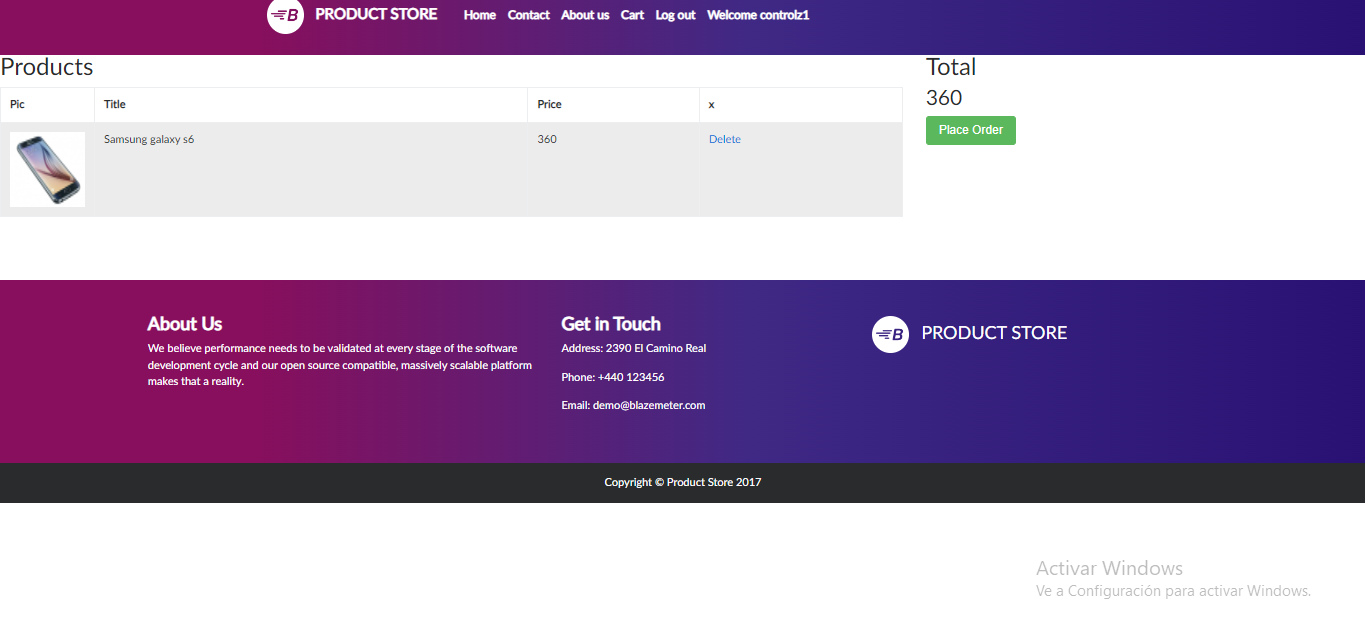 PRODUCT STORE Home Contact About us Cart Log out Welcome controlz1
Products
Pic Title Price x
Samsung galaxy s6 360 Delete
Total
360
Place Order
About Us
We believe performance needs to be validated at every stage of the software
development cycle and our open source compatible, massively scalable platform
makes that a reality.
Get in Touch
Address: 2390 El Camino Real
Phone: +440 123456
Email: demo@blazemeter.com
B PRODUCT STORE
Copyright © Product Store 2017
Activar Windows
Ve a Configuración para activar Windows.